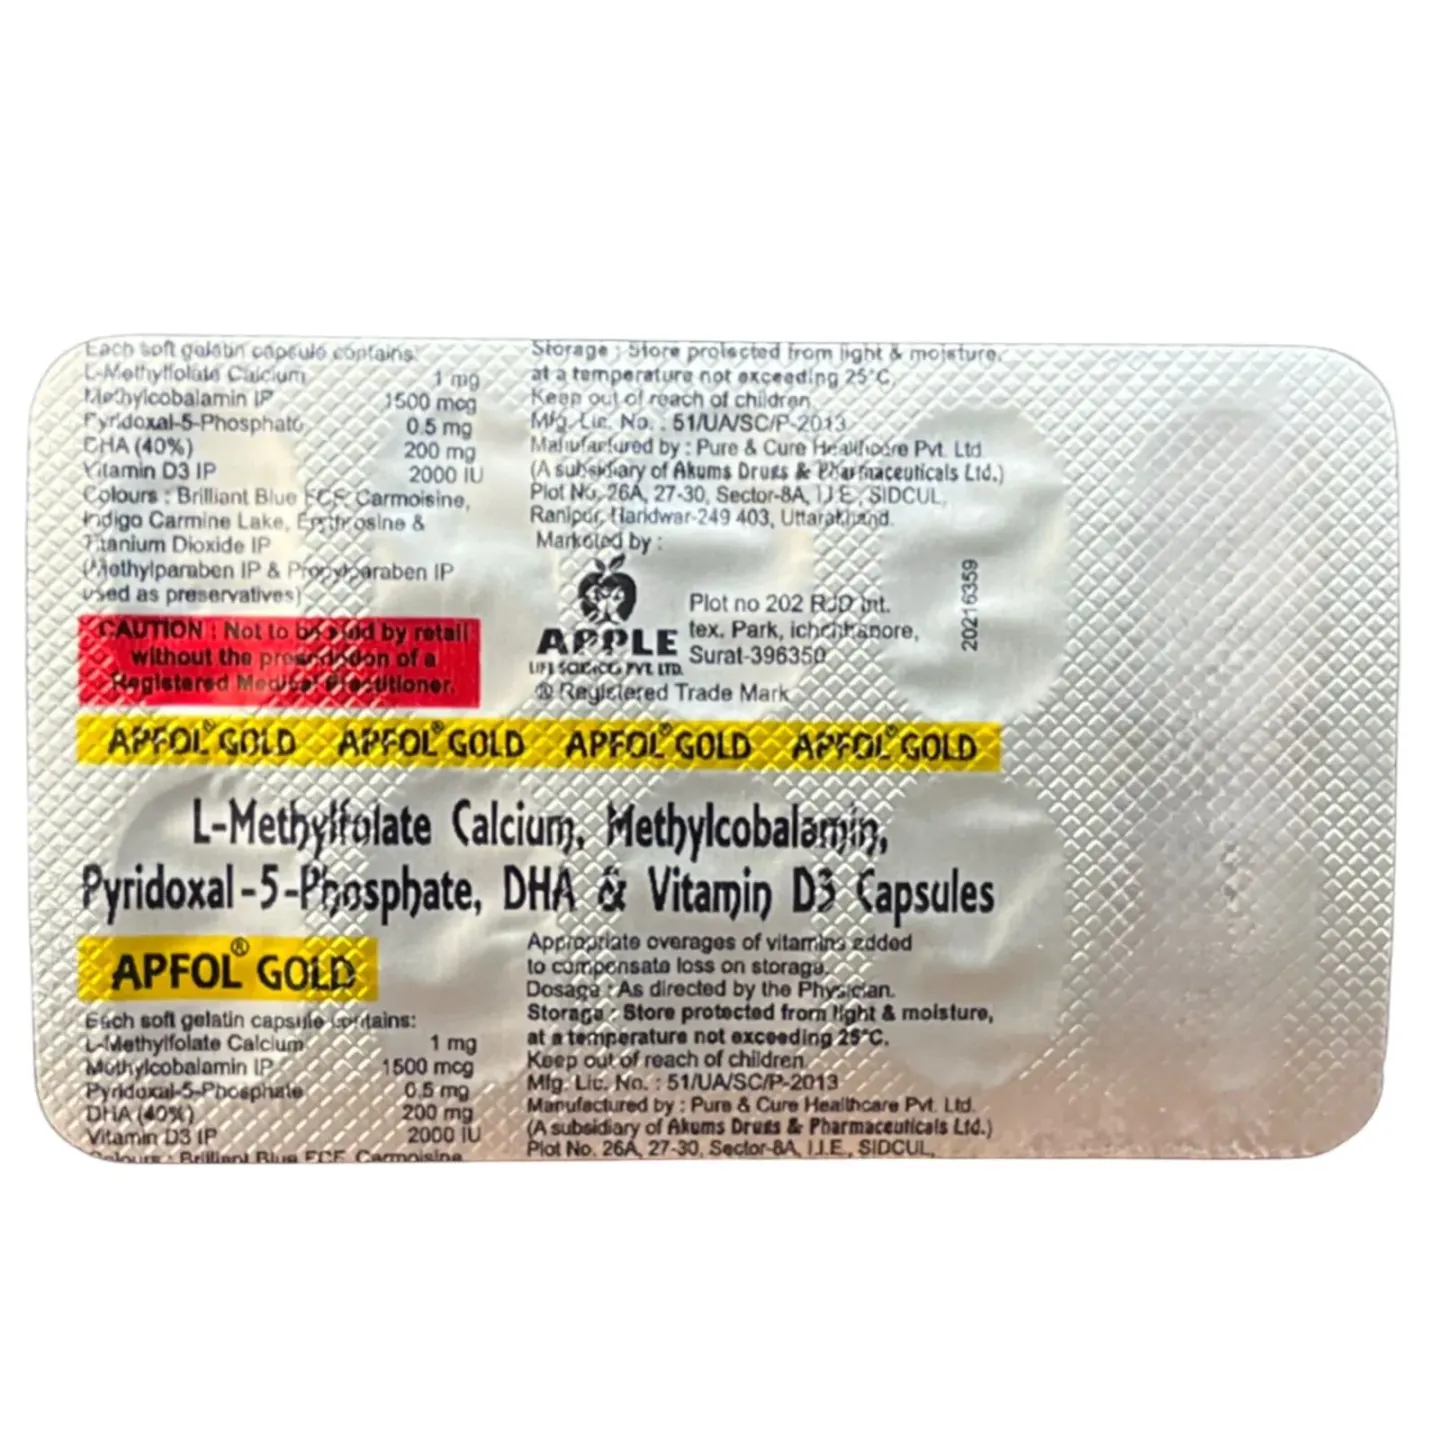 Each soft gelatin capsule contains:
L-Methylfolate Calcium 1 mg
Methylcobalamin IP 1500 mcg
Pyridoxal-5-Phosphate 0.5 mg
DHA (40%) 200 mg
Vitamin D3 IP 2000 IU
Colours : Brilliant Blue FCF, Carmoisine,
Indigo Carmine Lake, Erythrosine &
Titanium Dioxide IP
(Methylparaben IP & Propylparaben IP
used as preservatives)
CAUTION : Not to be sold by retail
without the prescription of a
Registered Medical Practitioner.
Storage : Store protected from light & moisture,
at a temperature not exceeding 25°C.
Keep out of reach of children.
Mfg. Lic. No. : 51/UA/SC/P-2013
Manufactured by : Pure & Cure Healthcare Pvt. Ltd.
(A subsidiary of Akums Drugs & Pharmaceuticals Ltd.)
Plot No. 26A, 27-30, Sector-8A, I.I.E., SIDCUL,
Ranipur, Haridwar-249 403, Uttarakhand.
Marketed by :
APPLE
LIFE SCIENCES PVT. LTD.
Plot no 202 RJD Int.
tex. Park, ichchhapore,
Surat-396350
® Registered Trade Mark
20216359
APFOL® GOLD APFOL® GOLD APFOL® GOLD APFOL® GOLD
L-Methylfolate Calcium, Methylcobalamin,
Pyridoxal-5-Phosphate, DHA & Vitamin D3 Capsules
APFOL® GOLD
Each soft gelatin capsule contains:
L-Methylfolate Calcium 1 mg
Methylcobalamin IP 1500 mcg
Pyridoxal-5-Phosphate 0.5 mg
DHA (40%) 200 mg
Vitamin D3 IP 2000 IU
Colours : Brilliant Blue FCF, Carmoisine,
Appropriate overages of vitamins added
to compensate loss on storage.
Dosage : As directed by the Physician.
Storage : Store protected from light & moisture,
at a temperature not exceeding 25°C.
Keep out of reach of children.
Mfg. Lic. No. : 51/UA/SC/P-2013
Manufactured by : Pure & Cure Healthcare Pvt. Ltd.
(A subsidiary of Akums Drugs & Pharmaceuticals Ltd.)
Plot No. 26A, 27-30, Sector-8A, I.I.E., SIDCUL,